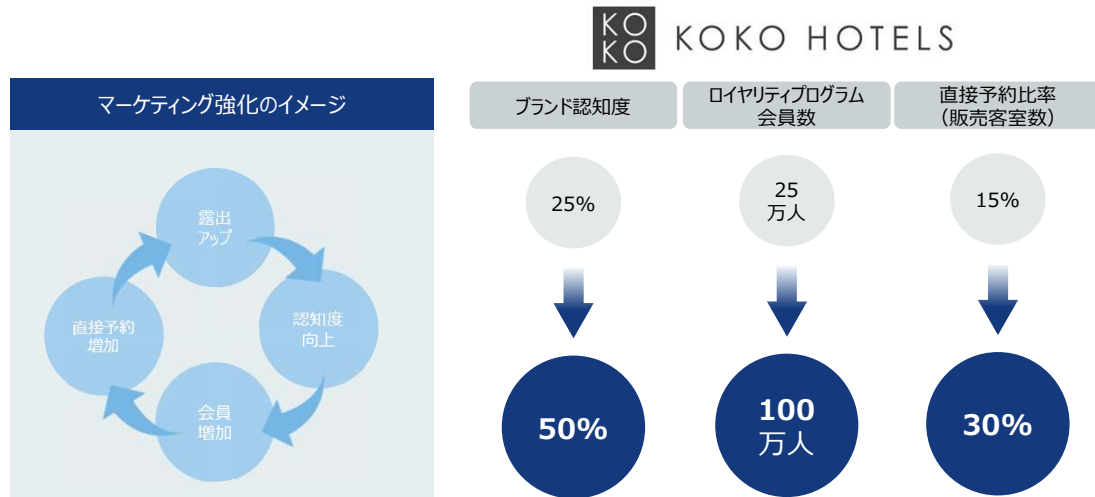 KO
KO
KOKO HOTELS
マーケティング強化のイメージ
露出
アップ
認知度
向上
会員
増加
直接予約
増加
ブランド認知度
ロイヤリティプログラム
会員数
直接予約比率
（販売客室数）
25%
25
万人
15%
50%
100
万人
30%